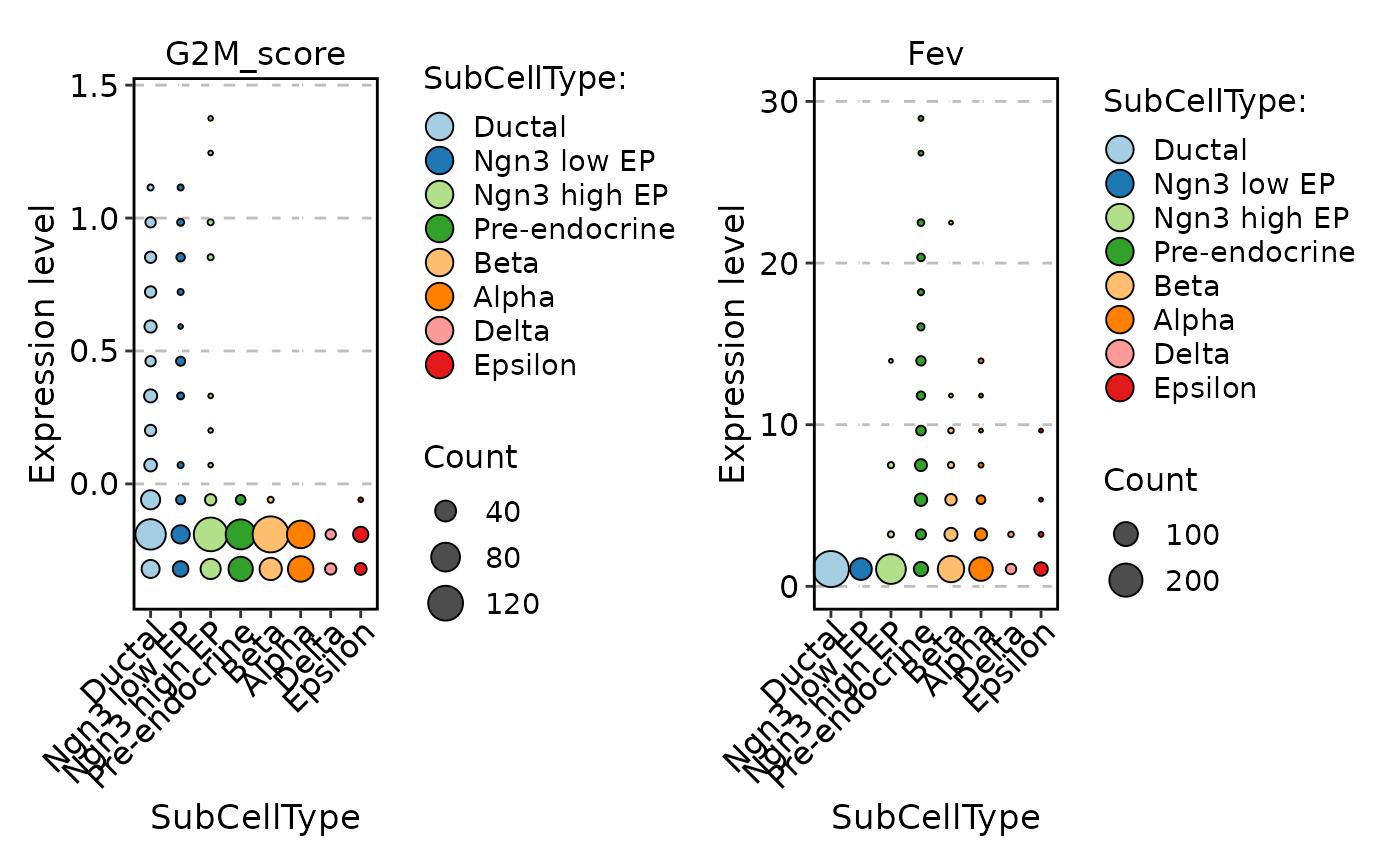 G2M_score
Expression level
1.5
1.0
0.5
0.0
Ductal
Ngn3 low EP
Ngn3 high EP
Pre-endocrine
Beta
Alpha
Delta
Epsilon
SubCellType
SubCellType:
Ductal
Ngn3 low EP
Ngn3 high EP
Pre-endocrine
Beta
Alpha
Delta
Epsilon
Count
40
80
120
Fev
Expression level
30
20
10
0
Ductal
Ngn3 low EP
Ngn3 high EP
Pre-endocrine
Beta
Alpha
Delta
Epsilon
SubCellType
SubCellType:
Ductal
Ngn3 low EP
Ngn3 high EP
Pre-endocrine
Beta
Alpha
Delta
Epsilon
Count
100
200